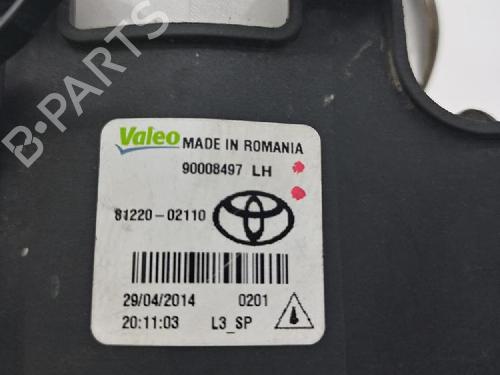 B-PARTS
Valeo MADE IN ROMANIA
90008497 LH
81220-02110
29/04/2014 0201
20:11:03 L3_SP